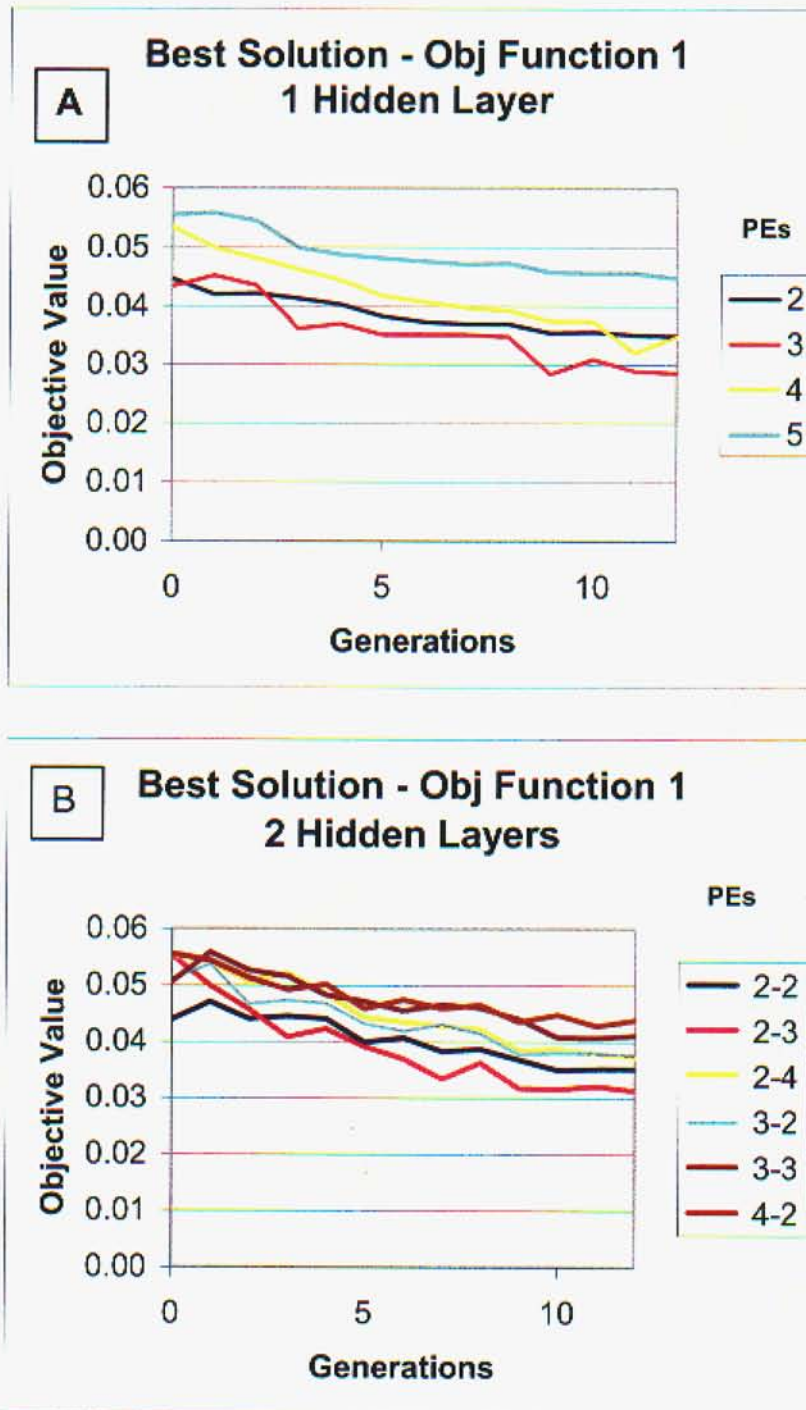 A
Best Solution - Obj Function 1
1 Hidden Layer
Objective Value
0.06
0.05
0.04
0.03
0.02
0.01
0.00
0
5
10
Generations
PEs
2
3
4
5
B
Best Solution - Obj Function 1
2 Hidden Layers
Objective Value
0.06
0.05
0.04
0.03
0.02
0.01
0.00
0
5
10
Generations
PEs
2-2
2-3
2-4
3-2
3-3
4-2